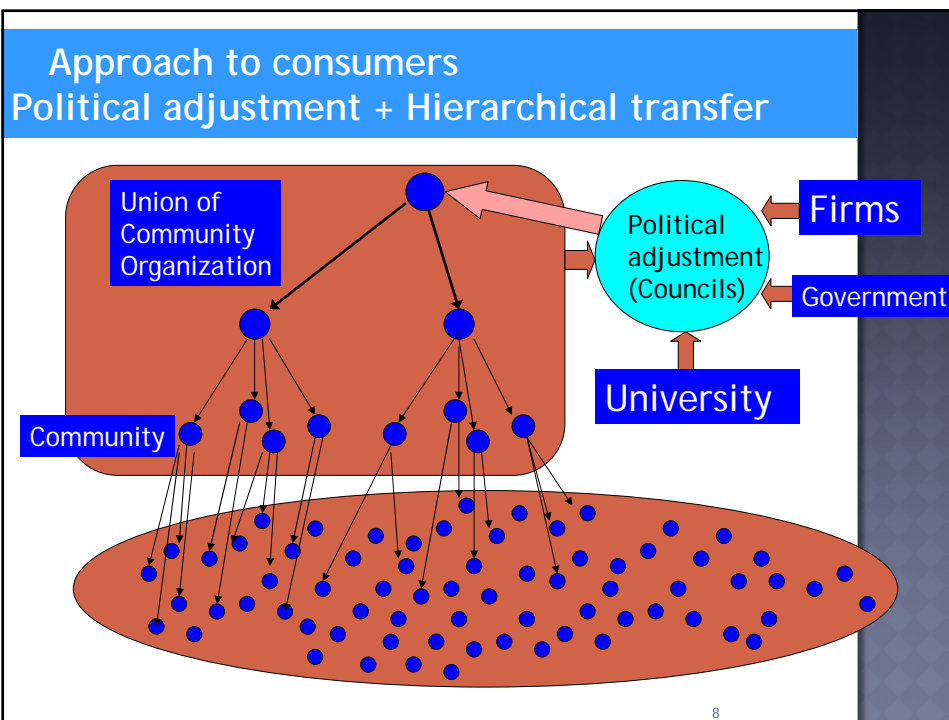 Approach to consumers
Political adjustment + Hierarchical transfer
Union of
Community
Organization
Political
adjustment
(Councils)
Firms
Government
University
Community
8